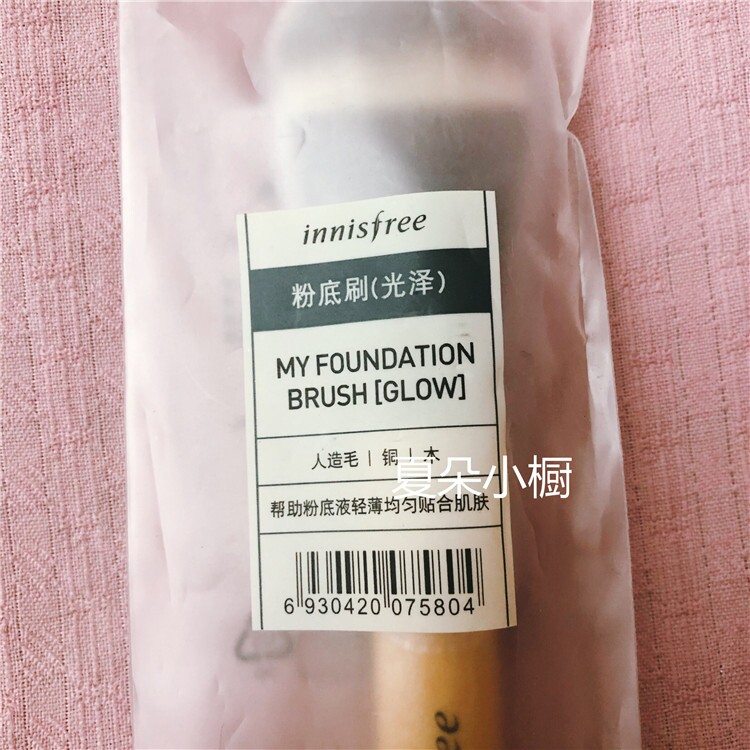 innisfree
粉底刷(光泽)
MY FOUNDATION
BRUSH [GLOW]
人造毛 | 铜 | 木
夏朵小橱
帮助粉底液轻薄均匀贴合肌肤
6 930420 075804
ee